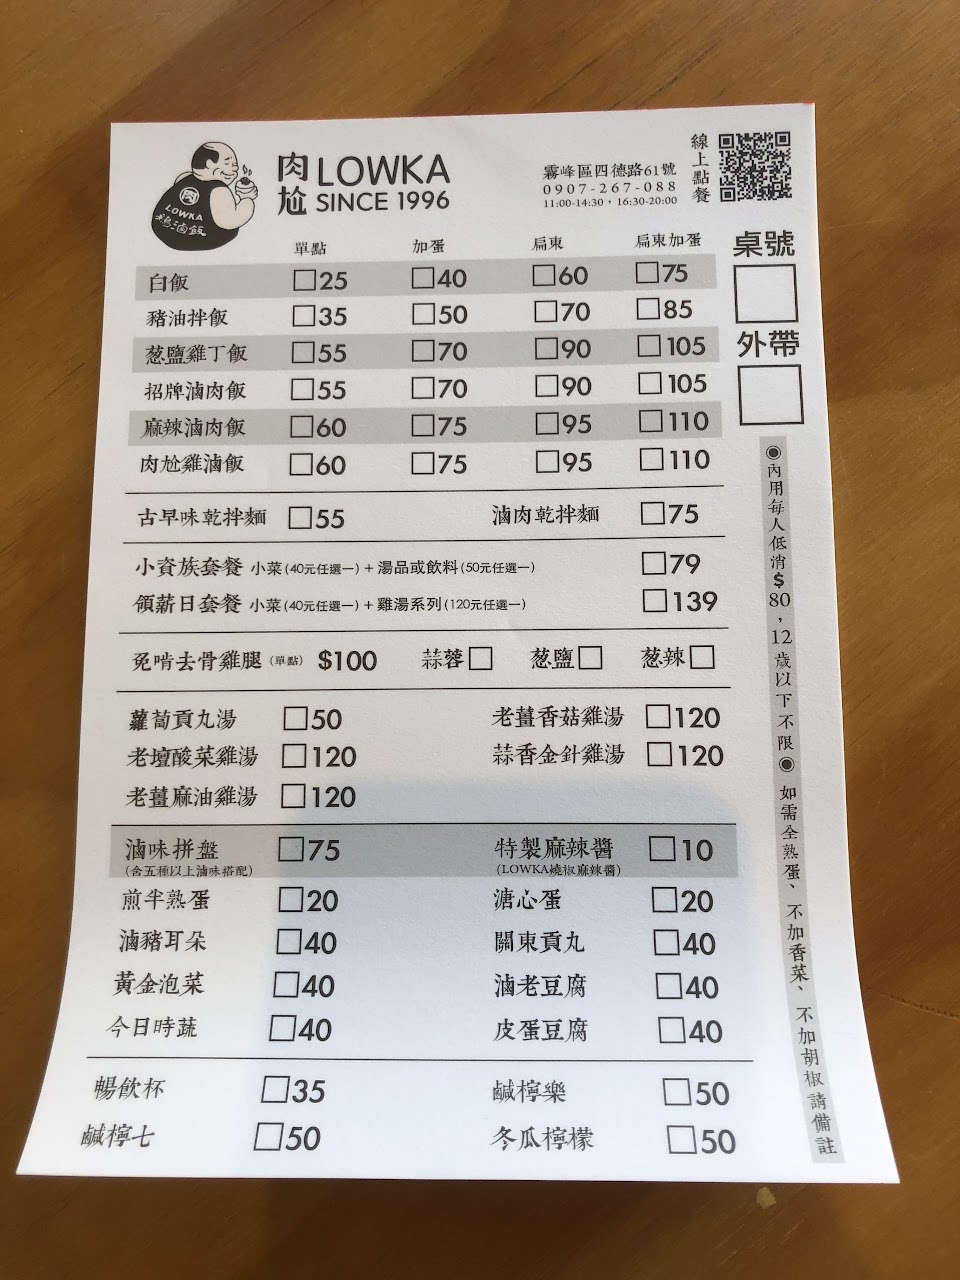 肉 LOWKA
尬 SINCE 1996
LOWKA
雞滷飯
霧峰區四德路61號
0907-267-088
11:00-14:30，16:30-20:00
線上點餐
桌號
外帶
單點 加蛋 扁東 扁東加蛋
白飯 □25 □40 □60 □75
豬油拌飯 □35 □50 □70 □85
葱鹽雞丁飯 □55 □70 □90 □105
招牌滷肉飯 □55 □70 □90 □105
麻辣滷肉飯 □60 □75 □95 □110
肉尬雞滷飯 □60 □75 □95 □110
古早味乾拌麵 □55 滷肉乾拌麵 □75
小資族套餐 小菜(40元任選一)+湯品或飲料(50元任選一) □79
領薪日套餐 小菜(40元任選一)+雞湯系列(120元任選一) □139
免啃去骨雞腿(單點) $100 蒜蓉□ 葱鹽□ 葱辣□
蘿蔔貢丸湯 □50 老薑香菇雞湯 □120
老壇酸菜雞湯 □120 蒜香金針雞湯 □120
老薑麻油雞湯 □120
滷味拼盤 □75 特製麻辣醬 □10
(含五種以上滷味搭配) (LOWKA燒椒麻辣醬)
煎半熟蛋 □20 溏心蛋 □20
滷豬耳朵 □40 關東貢丸 □40
黃金泡菜 □40 滷老豆腐 □40
今日時蔬 □40 皮蛋豆腐 □40
暢飲杯 □35 鹹檸樂 □50
鹹檸七 □50 冬瓜檸檬 □50
◉內用每人低消$80，12歲以下不限◉如需全熟蛋、不加香菜、不加胡椒請備註